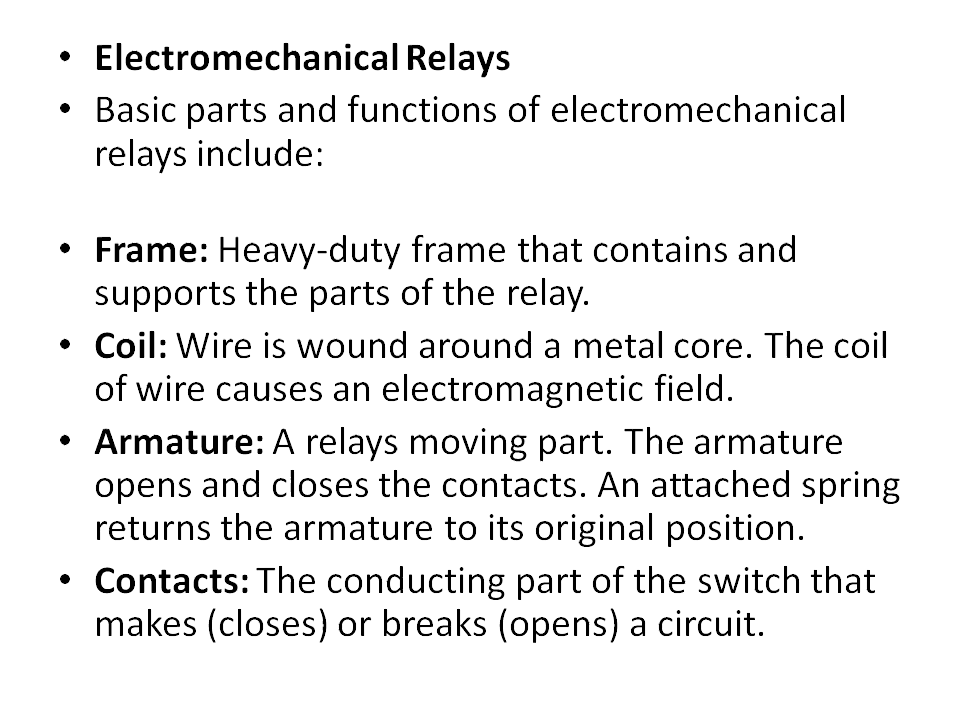 • Electromechanical Relays
• Basic parts and functions of electromechanical
relays include:
• Frame: Heavy-duty frame that contains and
supports the parts of the relay.
• Coil: Wire is wound around a metal core. The coil
of wire causes an electromagnetic field.
• Armature: A relays moving part. The armature
opens and closes the contacts. An attached spring
returns the armature to its original position.
• Contacts: The conducting part of the switch that
makes (closes) or breaks (opens) a circuit.